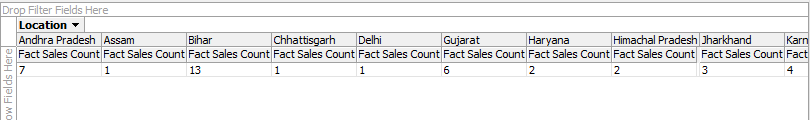 Drop Filter Fields Here
Location
Andhra Pradesh Assam Bihar Chhattisgarh Delhi Gujarat Haryana Himachal Pradesh Jharkhand Karn
Fact Sales Count Fact Sales Count Fact Sales Count Fact Sales Count Fact Sales Count Fact Sales Count Fact Sales Count Fact Sales Count Fact Sales Count Fact
7 1 13 1 1 6 2 2 3 4
ow Fields Here